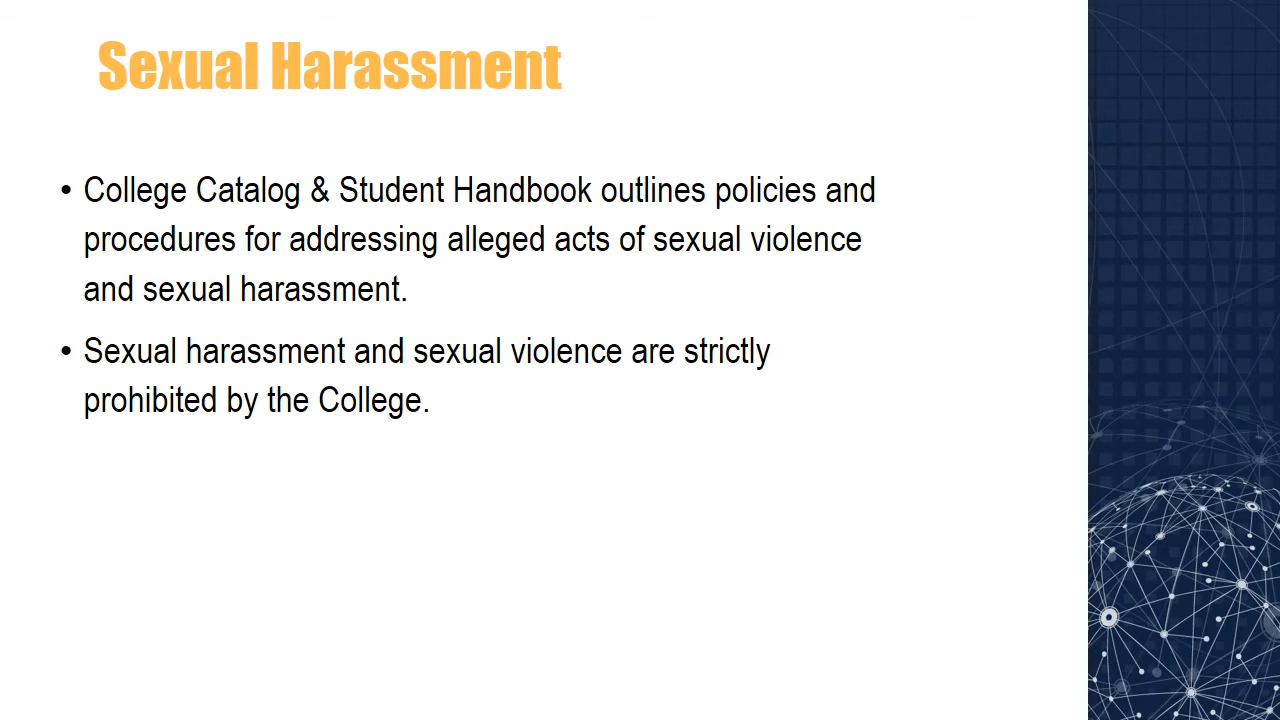 Sexual Harassment
• College Catalog & Student Handbook outlines policies and
procedures for addressing alleged acts of sexual violence
and sexual harassment.
• Sexual harassment and sexual violence are strictly
prohibited by the College.